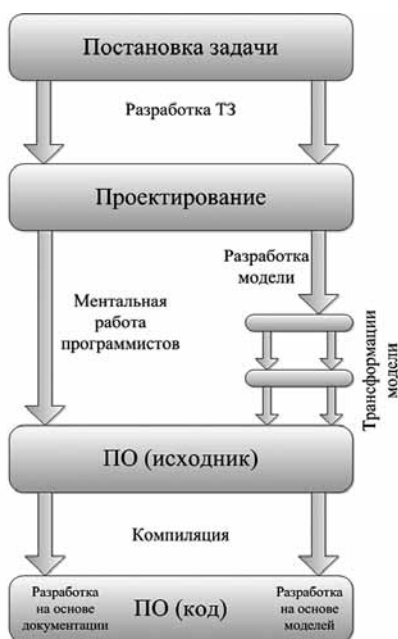 Постановка задачи
Разработка ТЗ
Проектирование
Разработка
модели
Ментальная
работа
программистов
Трансформации
модели
ПО (исходник)
Компиляция
Разработка
на основе
документации
ПО (код)
Разработка
на основе
моделей